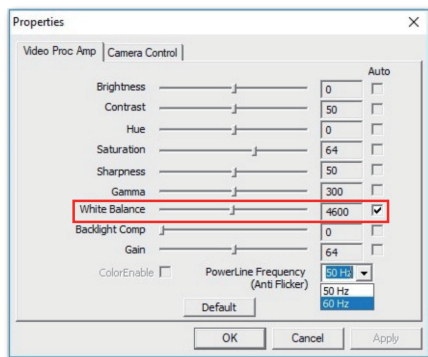 Properties
Video Proc Amp Camera Control
Auto
Brightness 0
Contrast 50
Hue 0
Saturation 64
Sharpness 50
Gamma 300
White Balance 4600
Backlight Comp 0
Gain 64
ColorEnable PowerLine Frequency 50 Hz
(Anti Flicker) 50 Hz
60 Hz
Default
OK Cancel Apply